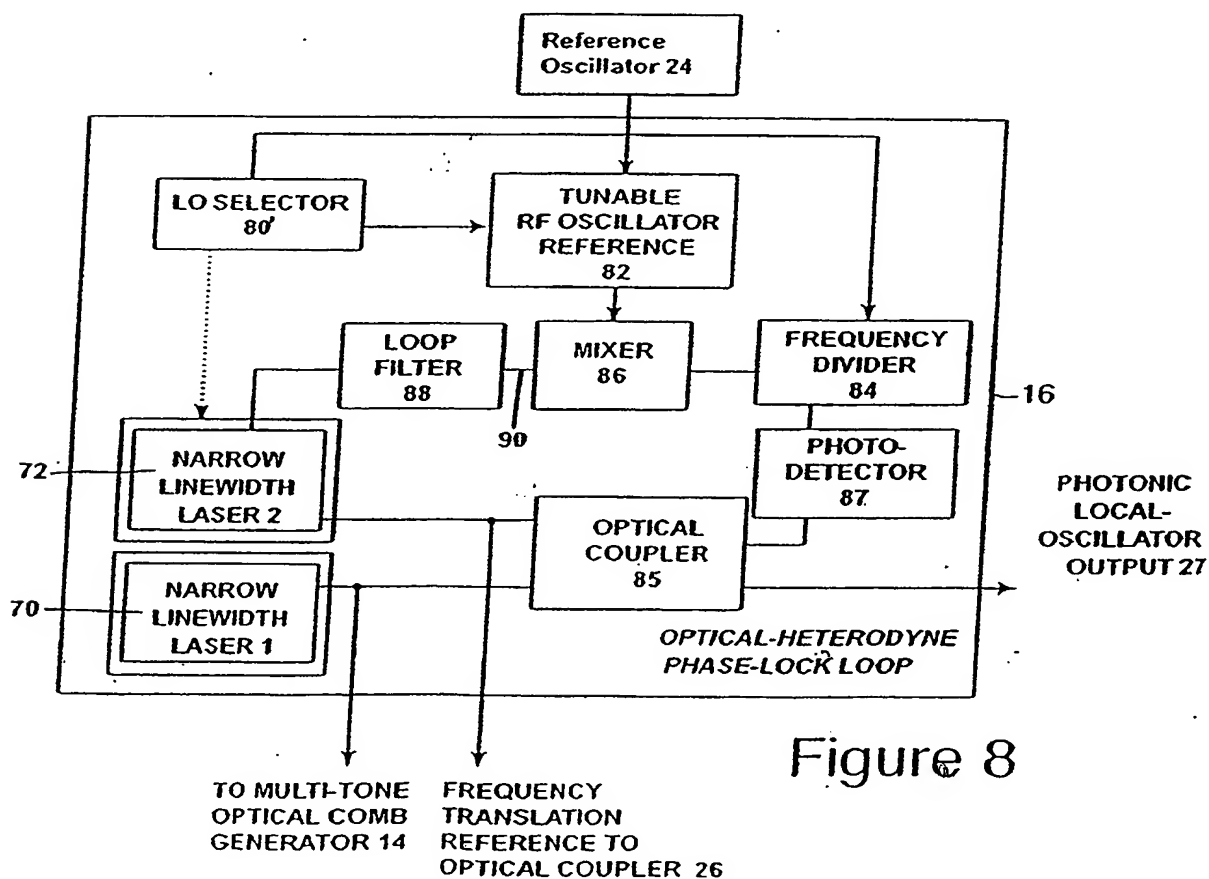 Reference
Oscillator 24
LO SELECTOR
80'
TUNABLE
RF OSCILLATOR
REFERENCE
82
LOOP
FILTER
88
90
MIXER
86
FREQUENCY
DIVIDER
84
16
72
NARROW
LINEWIDTH
LASER 2
PHOTO-
DETECTOR
87
OPTICAL
COUPLER
85
PHOTONIC
LOCAL-
OSCILLATOR
OUTPUT 27
70
NARROW
LINEWIDTH
LASER 1
OPTICAL-HETERODYNE
PHASE-LOCK LOOP
TO MULTI-TONE
OPTICAL COMB
GENERATOR 14
FREQUENCY
TRANSLATION
REFERENCE TO
OPTICAL COUPLER 26
Figure 8